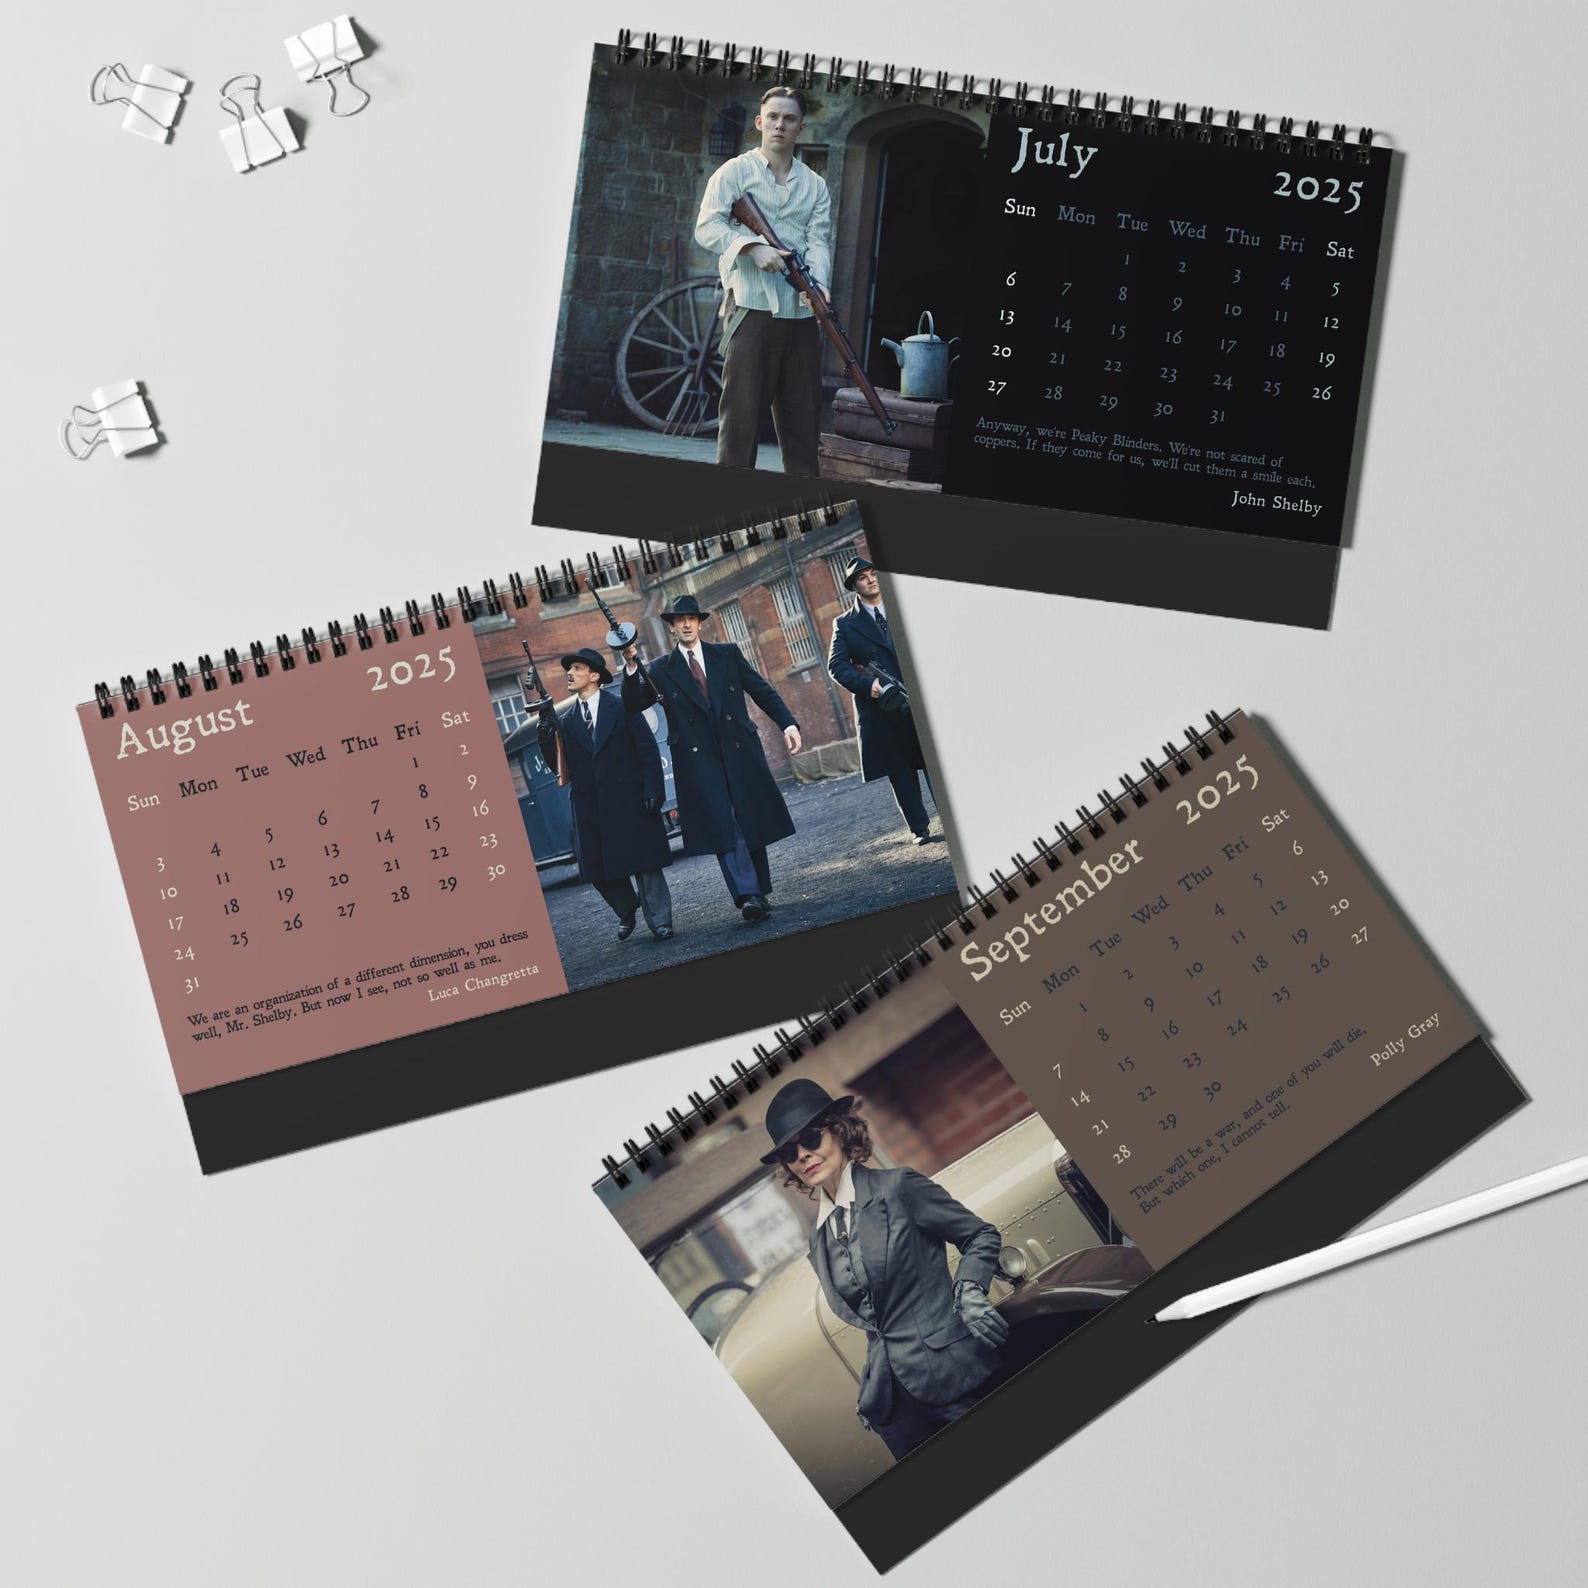 July
2025
Sun Mon Tue Wed Thu Fri Sat
1 2 3 4 5
6 7 8 9 10 11 12
13 14 15 16 17 18 19
20 21 22 23 24 25 26
27 28 29 30 31
Anyway, we're Peaky Blinders. We're not scared of
coppers. If they come for us, we'll cut them a smile each.
John Shelby
August
2025
Sun Mon Tue Wed Thu Fri Sat
1 2
3 4 5 6 7 8 9
10 11 12 13 14 15 16
17 18 19 20 21 22 23
24 25 26 27 28 29 30
31
We are an organization of a different dimension, you dress
well, Mr. Shelby. But now I see, not so well as me.
Luca Changretta
September
2025
Sun Mon Tue Wed Thu Fri Sat
1 2 3 4 5 6
7 8 9 10 11 12 13
14 15 16 17 18 19 20
21 22 23 24 25 26 27
28 29 30
There will be a war, and one of you will die.
But which one, I cannot tell.
Polly Gray